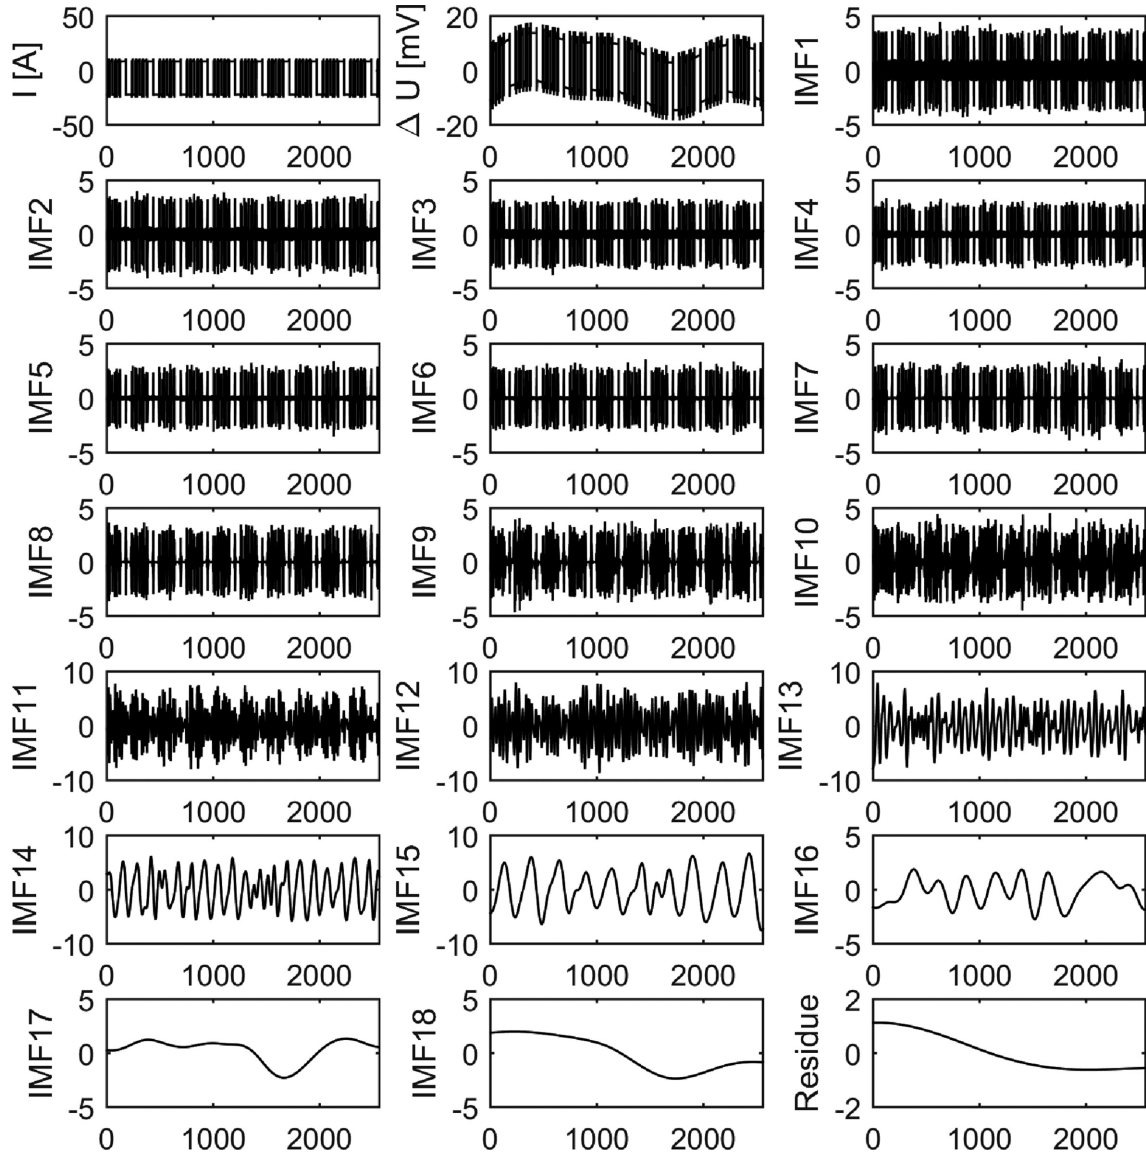 I [A]
50
0
-50
0 1000 2000
Δ U [mV]
20
0
-20
0 1000 2000
IMF1
5
0
-5
0 1000 2000
IMF2
5
0
-5
0 1000 2000
IMF3
5
0
-5
0 1000 2000
IMF4
5
0
-5
0 1000 2000
IMF5
5
0
-5
0 1000 2000
IMF6
5
0
-5
0 1000 2000
IMF7
5
0
-5
0 1000 2000
IMF8
5
0
-5
0 1000 2000
IMF9
5
0
-5
0 1000 2000
IMF10
5
0
-5
0 1000 2000
IMF11
10
0
-10
0 1000 2000
IMF12
10
0
-10
0 1000 2000
IMF13
10
0
-10
0 1000 2000
IMF14
10
0
-10
0 1000 2000
IMF15
10
0
-10
0 1000 2000
IMF16
5
0
-5
0 1000 2000
IMF17
5
0
-5
0 1000 2000
IMF18
5
0
-5
0 1000 2000
Residue
2
0
-2
0 1000 2000